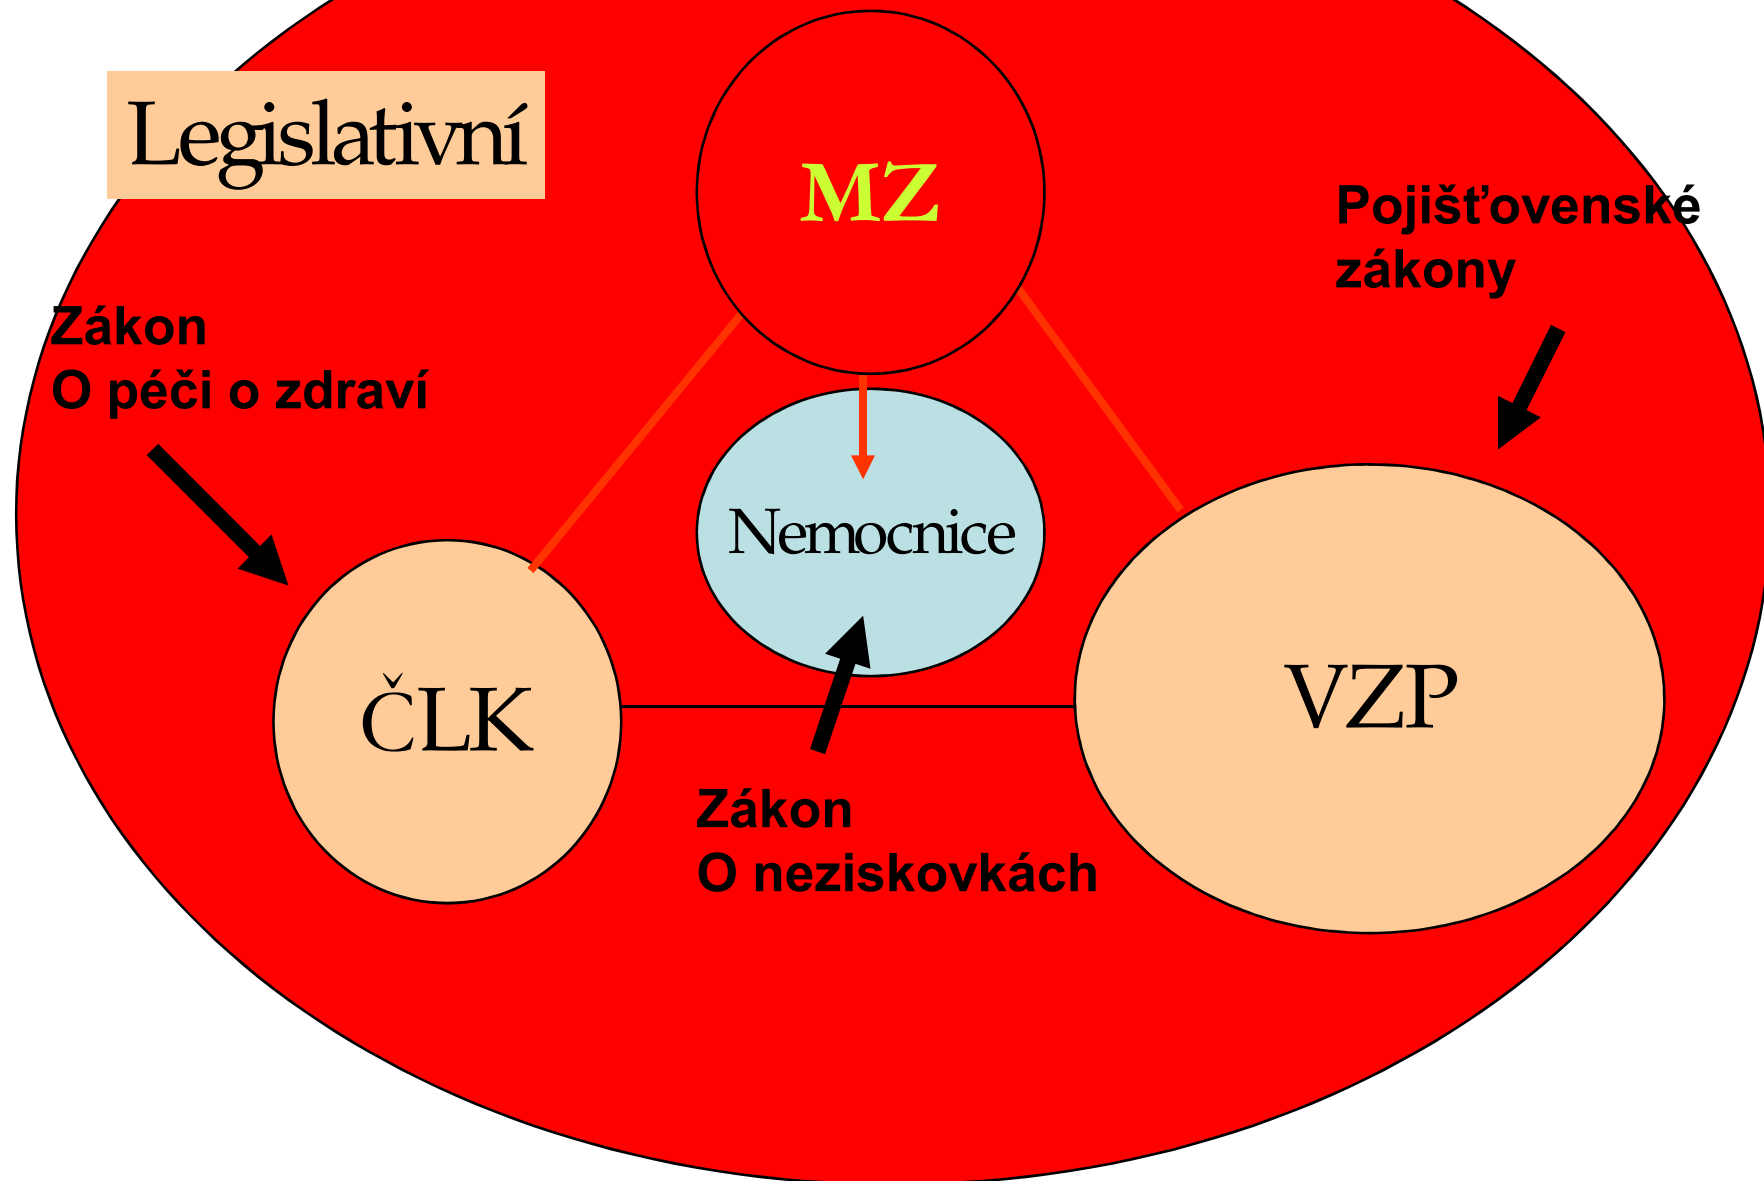 Legislativní
MZ
Pojišťovenské
zákony
Zákon
O péči o zdraví
Nemocnice
ČLK
VZP
Zákon
O neziskovkách